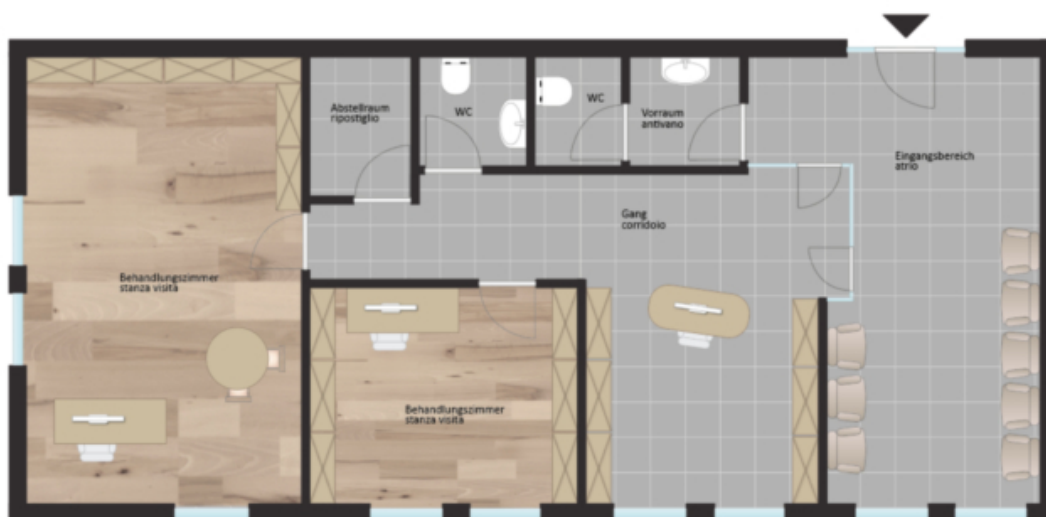 Abstellraum
ripostiglio
WC
WC
Vorraum
antivano
Eingangsbereich
atrio
Gang
corridoio
Behandlungszimmer
stanza visita
Behandlungszimmer
stanza visita